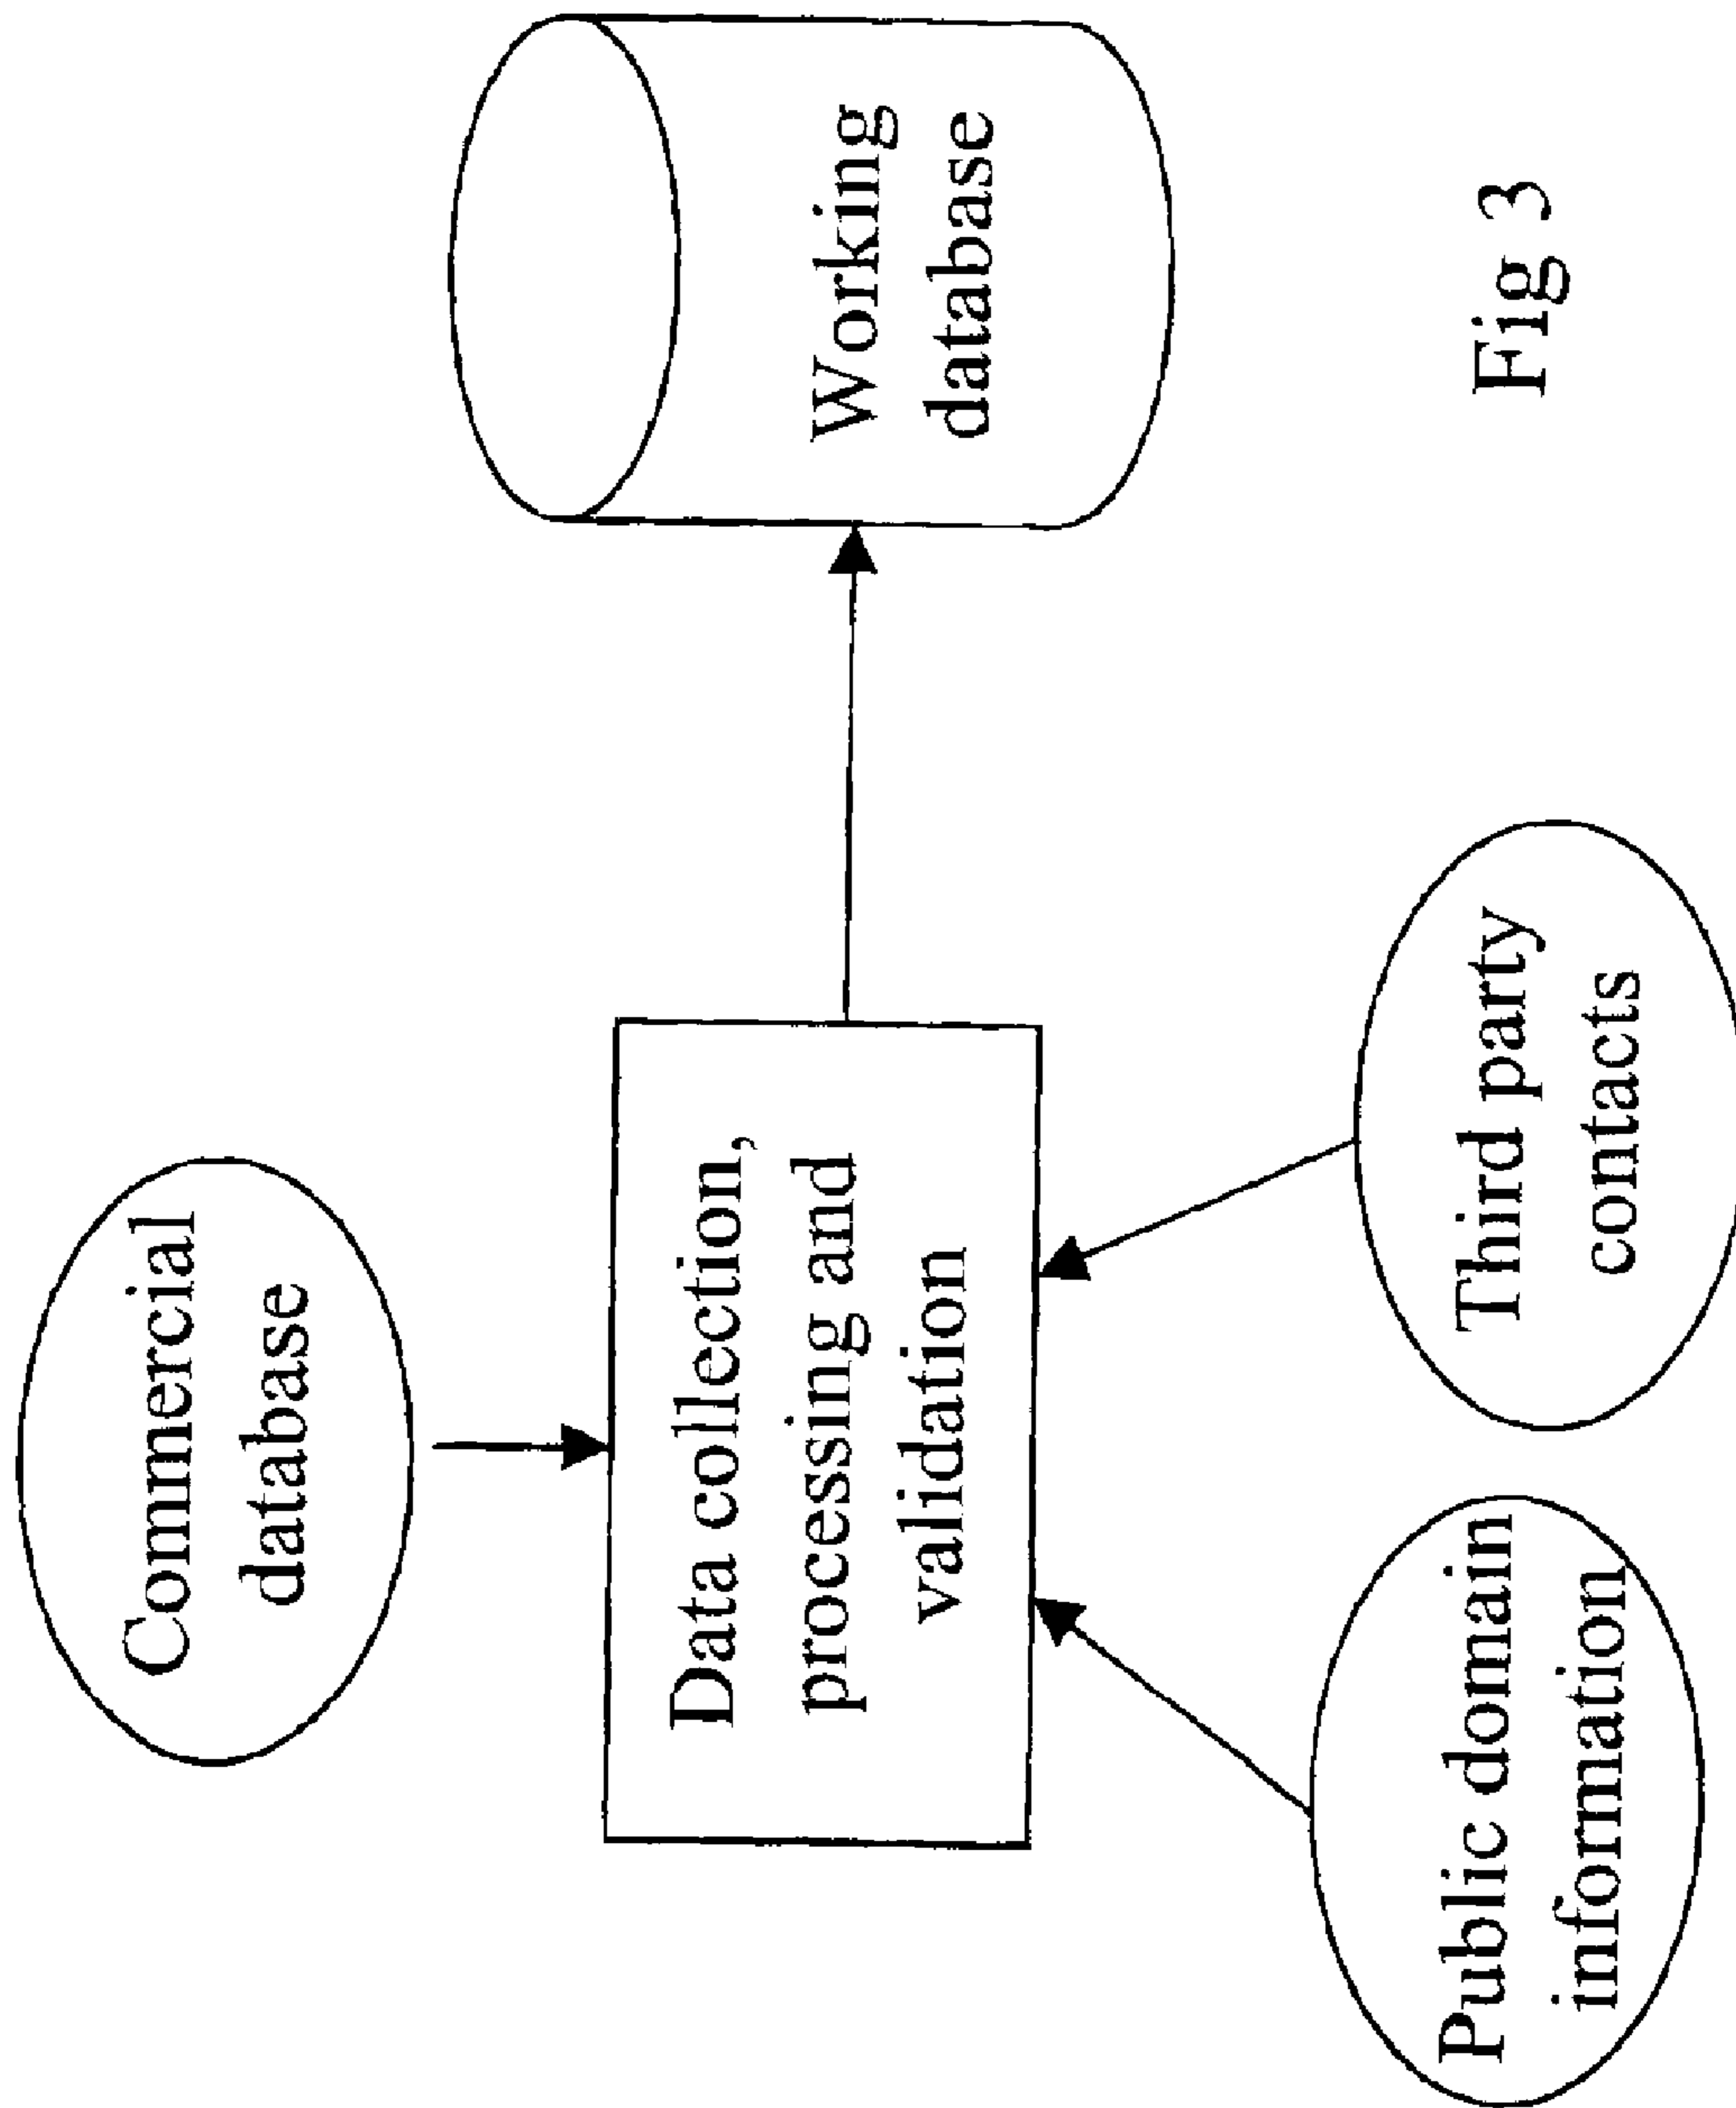 Commercial
database
Data collection,
processing and
validation
Working
database
Public domain
information
Third party
contacts
Fig 3